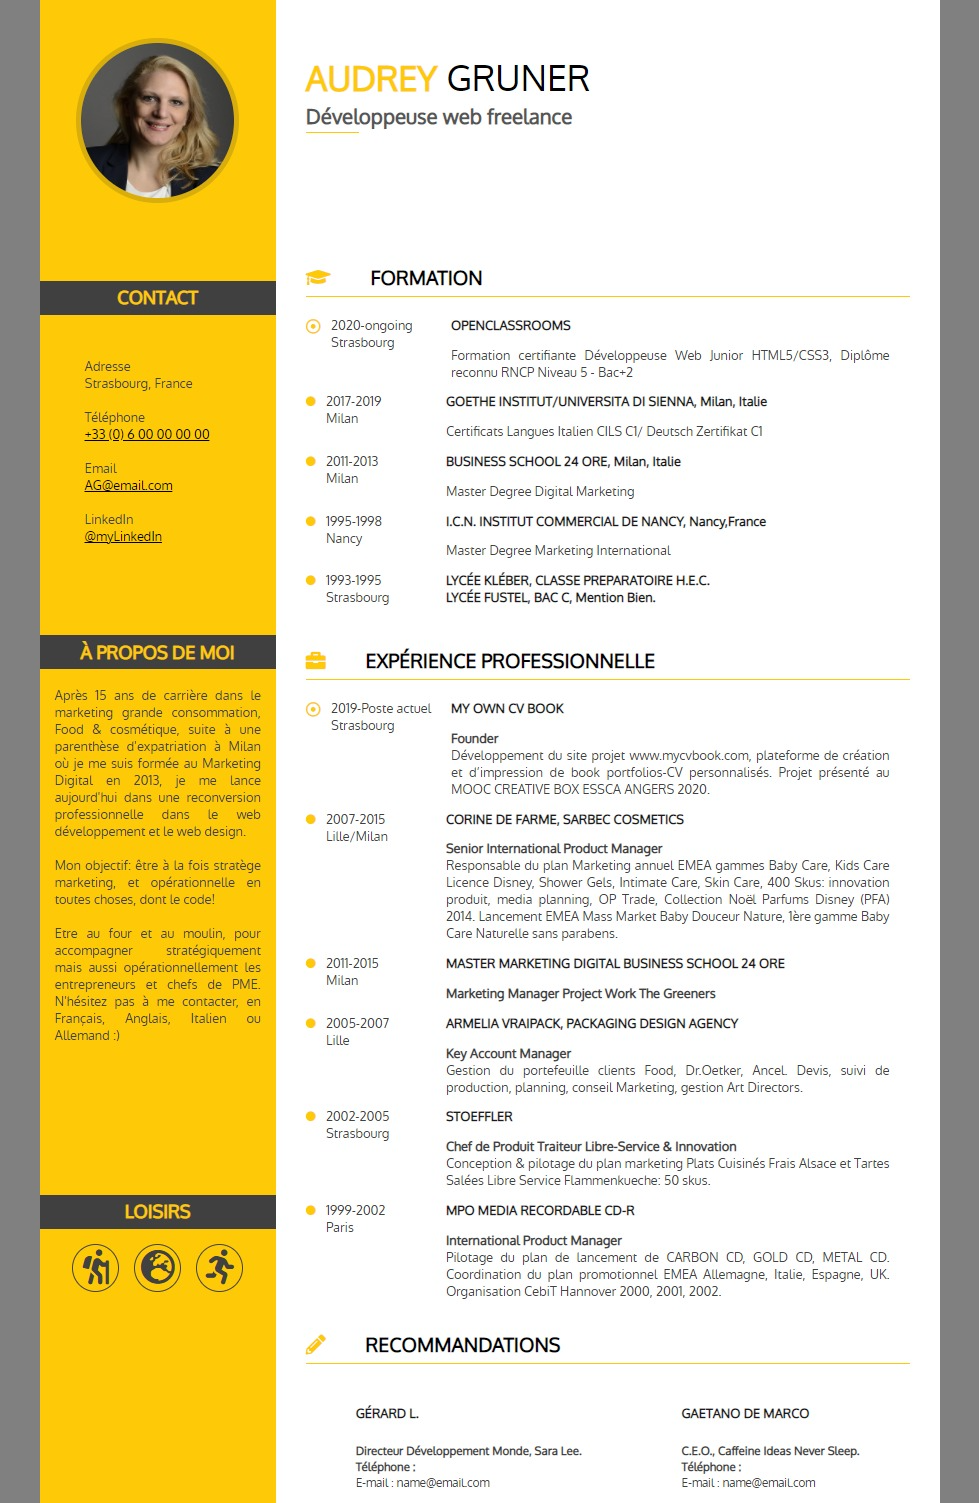 AUDREY GRUNER
Développeuse web freelance
CONTACT
Adresse
Strasbourg, France
Téléphone
+33 (0) 6 00 00 00 00
Email
AG@email.com
LinkedIn
@myLinkedIn
À PROPOS DE MOI
Après 15 ans de carrière dans le
marketing grande consommation,
Food & cosmétique, suite à une
parenthèse d'expatriation à Milan
où je me suis formée au Marketing
Digital en 2013, je me lance
aujourd'hui dans une reconversion
professionnelle dans le web
développement et le web design.
Mon objectif: être à la fois stratège
marketing, et opérationnelle en
toutes choses, dont le code!
Etre au four et au moulin, pour
accompagner stratégiquement
mais aussi opérationnellement les
entrepreneurs et chefs de PME.
N'hésitez pas à me contacter, en
Français, Anglais, Italien ou
Allemand :)
LOISIRS
FORMATION
2020-ongoing OPENCLASSROOMS
Strasbourg
Formation certifiante Développeuse Web Junior HTML5/CSS3, Diplôme
reconnu RNCP Niveau 5 - Bac+2
2017-2019 GOETHE INSTITUT/UNIVERSITA DI SIENNA, Milan, Italie
Milan
Certificats Langues Italien CILS C1/ Deutsch Zertifikat C1
2011-2013 BUSINESS SCHOOL 24 ORE, Milan, Italie
Milan
Master Degree Digital Marketing
1995-1998 I.C.N. INSTITUT COMMERCIAL DE NANCY, Nancy,France
Nancy
Master Degree Marketing International
1993-1995 LYCÉE KLÉBER, CLASSE PREPARATOIRE H.E.C.
Strasbourg LYCÉE FUSTEL, BAC C, Mention Bien.
EXPÉRIENCE PROFESSIONNELLE
2019-Poste actuel MY OWN CV BOOK
Strasbourg
Founder
Développement du site projet www.mycvbook.com, plateforme de création
et d'impression de book portfolios-CV personnalisés. Projet présenté au
MOOC CREATIVE BOX ESSCA ANGERS 2020.
2007-2015 CORINE DE FARME, SARBEC COSMETICS
Lille/Milan
Senior International Product Manager
Responsable du plan Marketing annuel EMEA gammes Baby Care, Kids Care
Licence Disney, Shower Gels, Intimate Care, Skin Care, 400 Skus: innovation
produit, media planning, OP Trade, Collection Noël Parfums Disney (PFA)
2014. Lancement EMEA Mass Market Baby Douceur Nature, 1ère gamme Baby
Care Naturelle sans parabens.
2011-2015 MASTER MARKETING DIGITAL BUSINESS SCHOOL 24 ORE
Milan
Marketing Manager Project Work The Greeners
2005-2007 ARMELIA VRAIPACK, PACKAGING DESIGN AGENCY
Lille
Key Account Manager
Gestion du portefeuille clients Food, Dr.Oetker, Ancel. Devis, suivi de
production, planning, conseil Marketing, gestion Art Directors.
2002-2005 STOEFFLER
Strasbourg
Chef de Produit Traiteur Libre-Service & Innovation
Conception & pilotage du plan marketing Plats Cuisinés Frais Alsace et Tartes
Salées Libre Service Flammenkueche: 50 skus.
1999-2002 MPO MEDIA RECORDABLE CD-R
Paris
International Product Manager
Pilotage du plan de lancement de CARBON CD, GOLD CD, METAL CD.
Coordination du plan promotionnel EMEA Allemagne, Italie, Espagne, UK.
Organisation CebiT Hannover 2000, 2001, 2002.
RECOMMANDATIONS
GÉRARD L.
Directeur Développement Monde, Sara Lee.
Téléphone :
E-mail : name@email.com
GAETANO DE MARCO
C.E.O., Caffeine Ideas Never Sleep.
Téléphone :
E-mail : name@email.com